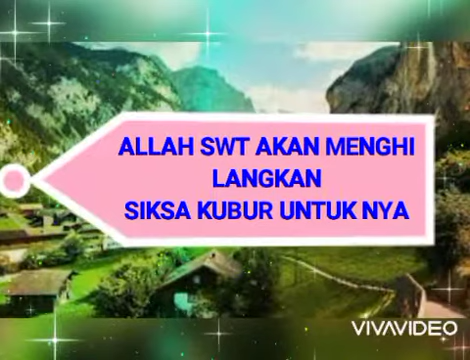 ALLAH SWT AKAN MENGHI
LANGKAN
SIKSA KUBUR UNTUK NYA
VIVAVIDEO